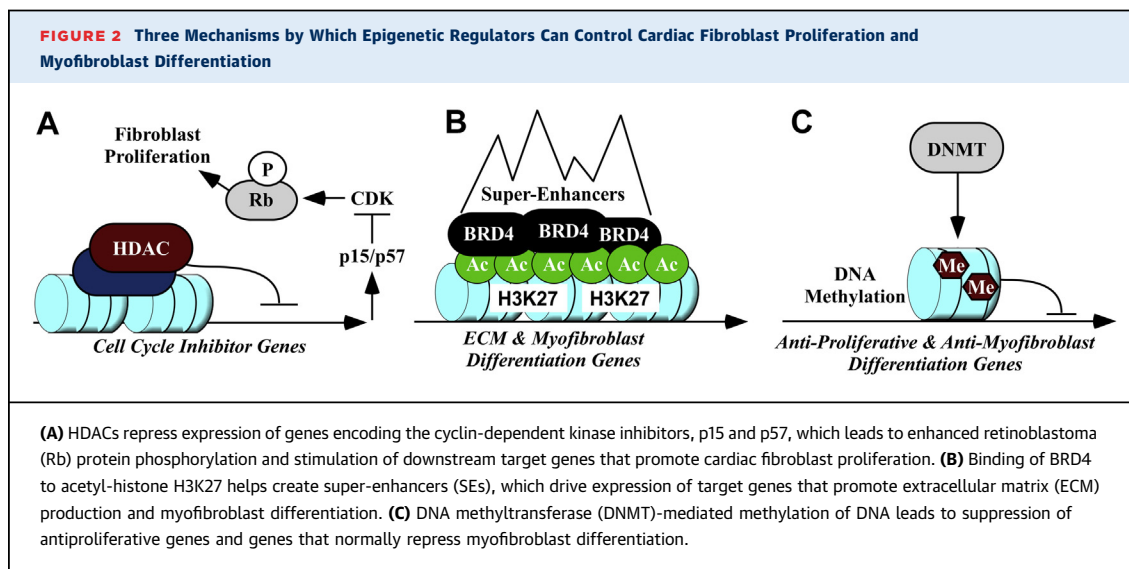 FIGURE 2 Three Mechanisms by Which Epigenetic Regulators Can Control Cardiac Fibroblast Proliferation and
Myofibroblast Differentiation
A
Fibroblast
Proliferation
P
Rb
CDK
HDAC
p15/p57
Cell Cycle Inhibitor Genes
B
Super-Enhancers
BRD4
BRD4
BRD4
Ac
Ac
Ac
Ac
Ac
Ac
H3K27
H3K27
ECM & Myofibroblast
Differentiation Genes
C
DNMT
DNA
Methylation
Me
Me
Anti-Proliferative & Anti-Myofibroblast
Differentiation Genes
(A) HDACs repress expression of genes encoding the cyclin-dependent kinase inhibitors, p15 and p57, which leads to enhanced retinoblastoma
(Rb) protein phosphorylation and stimulation of downstream target genes that promote cardiac fibroblast proliferation. (B) Binding of BRD4
to acetyl-histone H3K27 helps create super-enhancers (SEs), which drive expression of target genes that promote extracellular matrix (ECM)
production and myofibroblast differentiation. (C) DNA methyltransferase (DNMT)-mediated methylation of DNA leads to suppression of
antiproliferative genes and genes that normally repress myofibroblast differentiation.